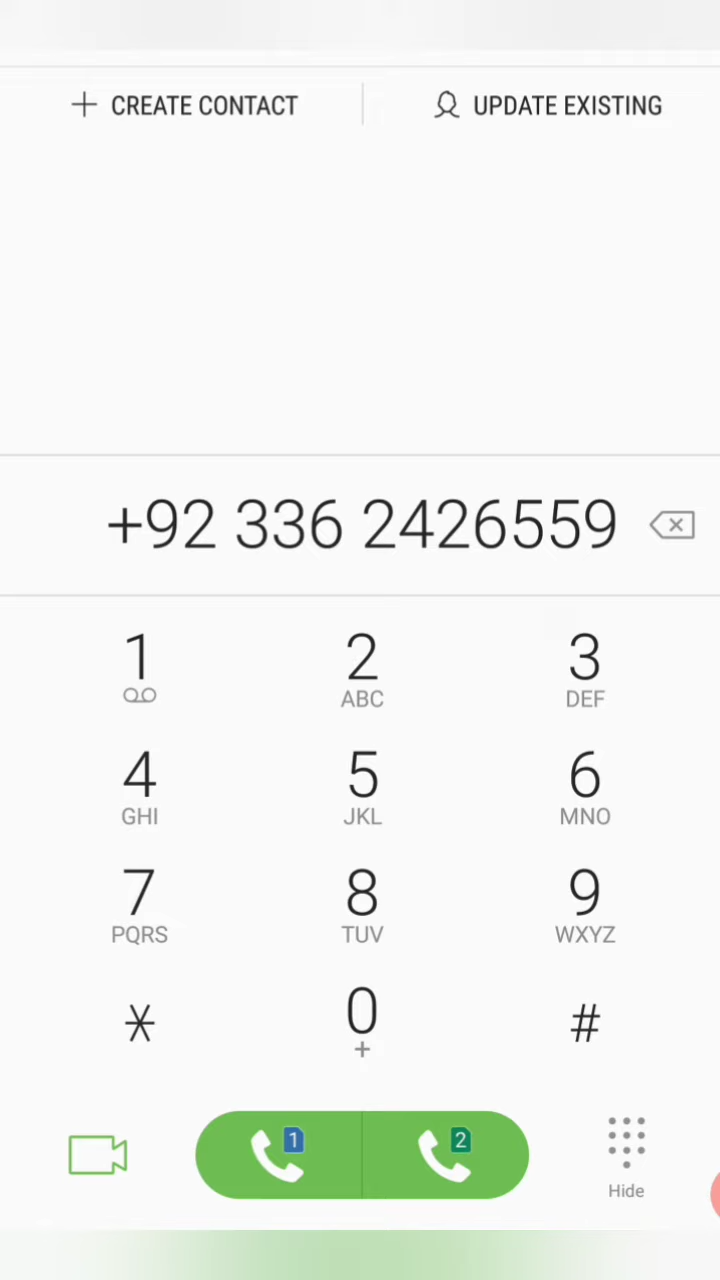 + CREATE CONTACT
UPDATE EXISTING
+92 336 2426559
1 2 3
ABC DEF
4 5 6
GHI JKL MNO
7 8 9
PQRS TUV WXYZ
* 0 #
+
1 2
Hide